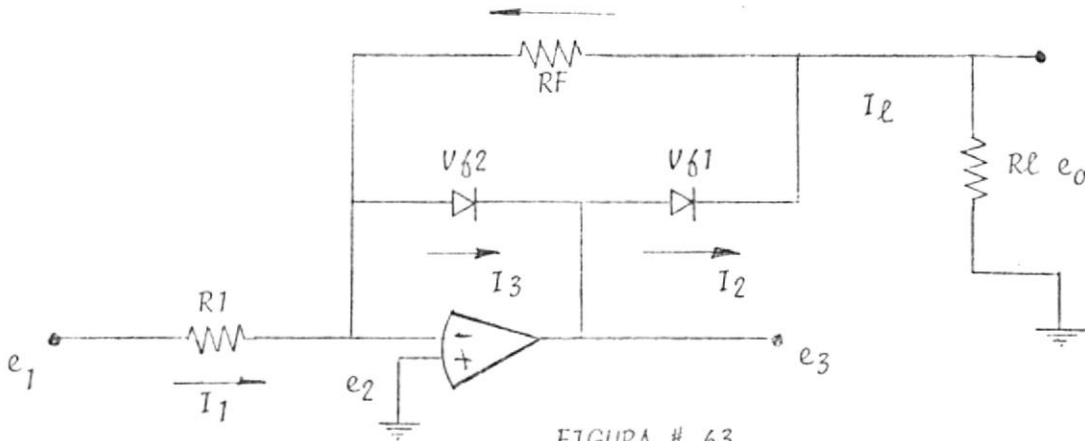 RF
Iℓ
Vf2
Vf1
Rℓ
e0
I3
I2
R1
e1
I1
e2
-
+
e3
FIGURA # 63